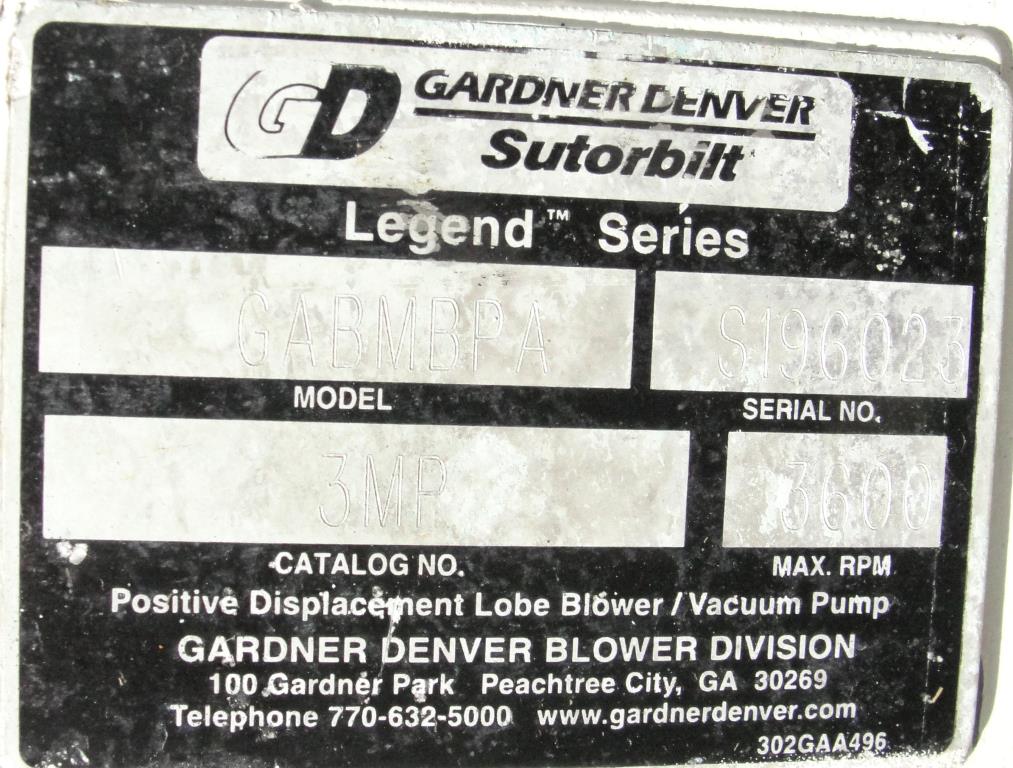 GD GARDNER DENVER
Sutorbilt
Legend™ Series
GABMBPA S196023
MODEL SERIAL NO.
3MP 3600
CATALOG NO. MAX. RPM
Positive Displacement Lobe Blower / Vacuum Pump
GARDNER DENVER BLOWER DIVISION
100 Gardner Park Peachtree City, GA 30269
Telephone 770-632-5000 www.gardnerdenver.com
302GAA496